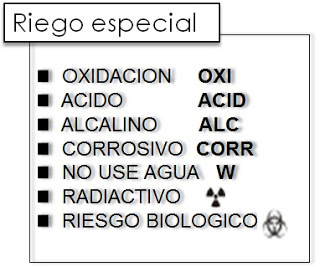 Riego especial
OXIDACION OXI
ACIDO ACID
ALCALINO ALC
CORROSIVO CORR
NO USE AGUA W
RADIACTIVO
RIESGO BIOLOGICO